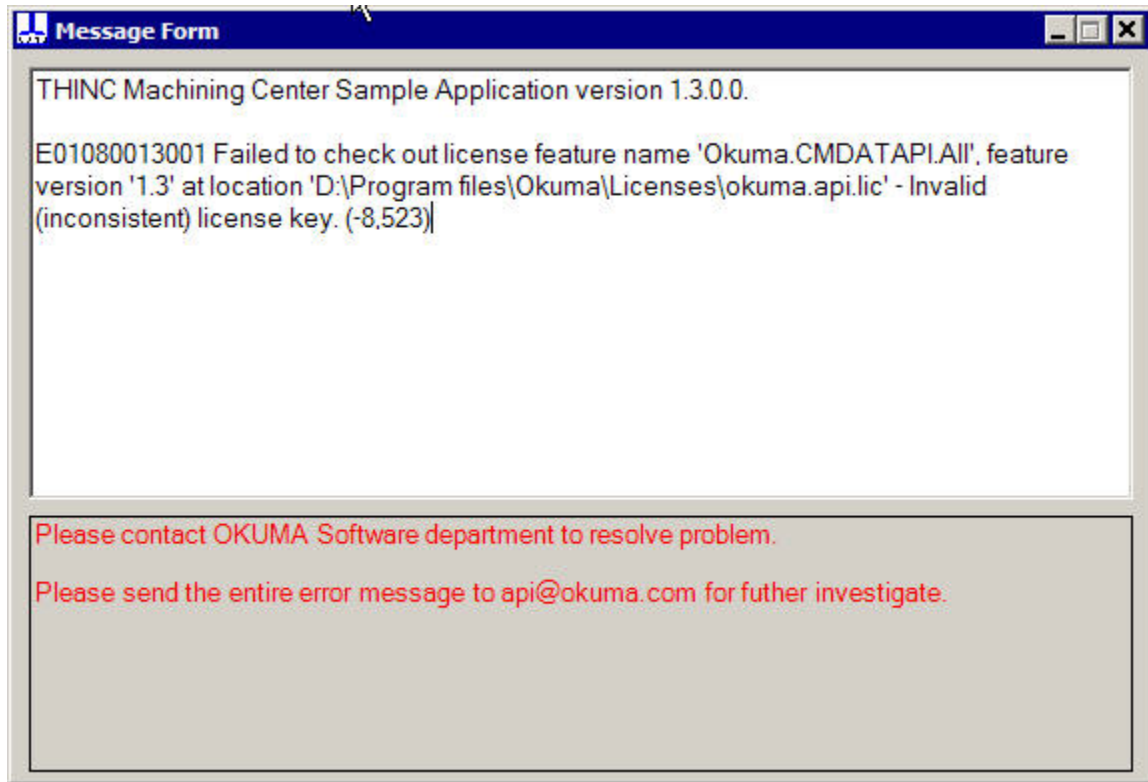 Message Form
THINC Machining Center Sample Application version 1.3.0.0.
E01080013001 Failed to check out license feature name 'Okuma.CMDATAPI.All', feature
version '1.3' at location 'D:\Program files\Okuma\Licenses\okuma.api.lic' - Invalid
(inconsistent) license key. (-8,523)
Please contact OKUMA Software department to resolve problem.
Please send the entire error message to api@okuma.com for futher investigate.